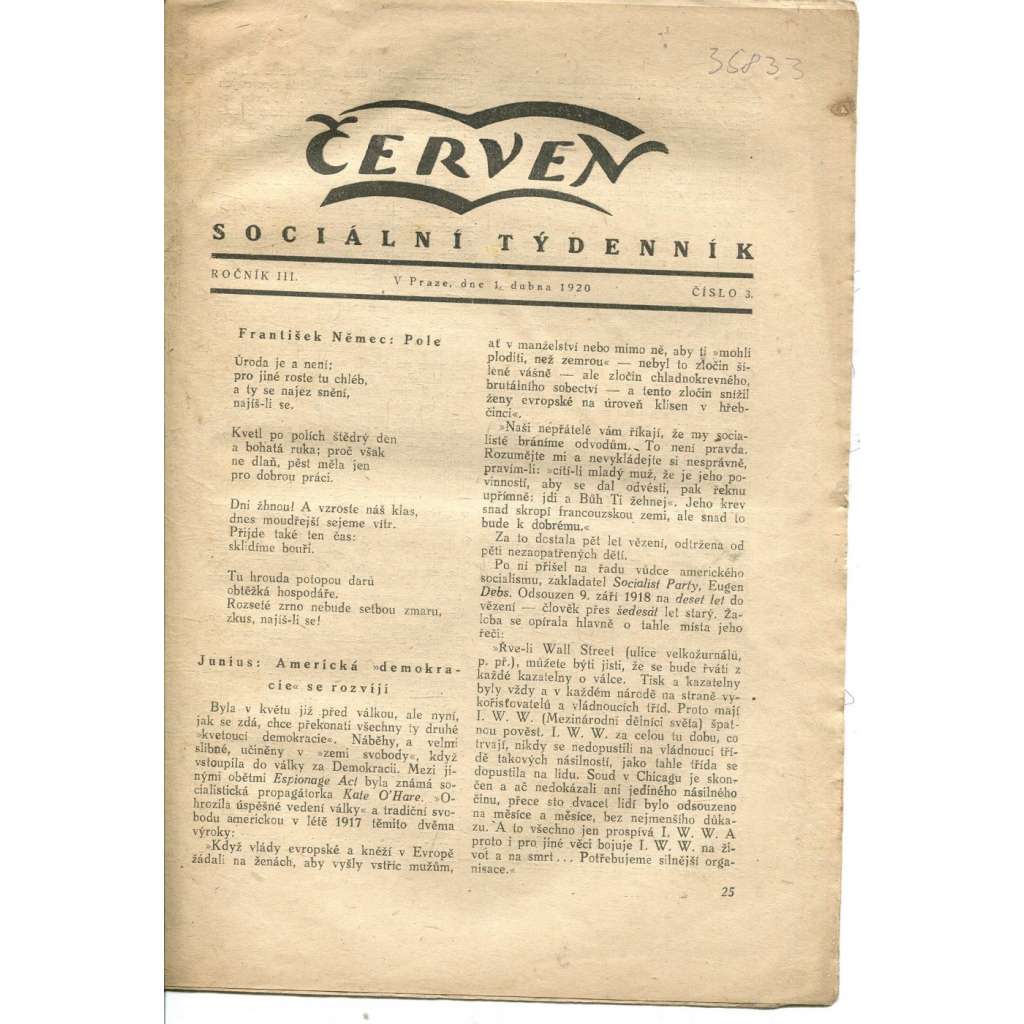 36833
ČERVEN
SOCIÁLNÍ TÝDENNÍK
ROČNÍK III.
V Praze, dne 1. dubna 1920
ČÍSLO 3.
František Němec: Pole
Úroda je a není:
pro jiné roste tu chléb,
a ty se najez snění,
najíš-li se.
Kvetl po polích štědrý den
a bohatá ruka; proč však
ne dlaň, pěst měla jen
pro dobrou práci.
Dni žhnou! A vzroste náš klas,
dnes moudřejší sejeme vítr.
Přijde také ten čas:
sklidíme bouři.
Tu hrouda potopou darů
obtěžká hospodáře.
Rozseté zrno nebude setbou zmaru,
zkus, najíš-li se!
Junius: Americká »demokra-
cie« se rozvíjí
Byla v květu již před válkou, ale nyní,
jak se zdá, chce překonati všechny ty druhé
»kvetoucí demokracie«. Náběhy, a velmi
slibné, učiněny v »zemi svobody«, když
vstoupila do války za Demokracii. Mezi ji-
nými obětmi Espionage Act byla známá so-
cialistická propagátorka Kate O'Hare. »O-
hrozila úspěšné vedení války« a tradiční svo-
bodu americkou v létě 1917 těmito dvěma
výroky:
»Když vlády evropské a kněží v Evropě
žádali na ženách, aby vyšly vstříc mužům,
ať v manželství nebo mimo ně, aby ti »mohli
ploditi, než zemrou« — nebyl to zločin ší-
lené vášně — ale zločin chladnokrevného,
brutálního sobectví — a tento zločin snížil
ženy evropské na úroveň klisen v hřeb-
činci«.
»Naši nepřátelé vám říkají, že my socia-
listé bráníme odvodům. To není pravda.
Rozumějte mi a nevykládejte si nesprávně,
pravím-li: »cítí-li mladý muž, že je jeho po-
vinností, aby se dal odvésti, pak řeknu
upřímně: jdi a Bůh Ti žehnej«. Jeho krev
snad skropí francouzskou zemi, ale snad to
bude k dobrému.«
Za to dostala pět let vězení, odtržena od
pěti nezaopatřených dětí.
Po ní přišel na řadu vůdce amerického
socialismu, zakladatel Socialist Party, Eugen
Debs. Odsouzen 9. září 1918 na deset let do
vězení — člověk přes šedesát let starý. Ža-
loba se opírala hlavně o tahle místa jeho
řeči:
»Řve-li Wall Street (ulice velkožurnálů,
p. př.), můžete býti jisti, že se bude řváti z
každé kazatelny o válce. Tisk a kazatelny
byly vždy a v každém národě na straně vy-
kořisťovatelů a vládnoucích tříd. Proto mají
I. W. W. (Mezinárodní dělníci světa) špat-
nou pověst. I. W. W. za celou tu dobu, co
trvají, nikdy se nedopustili na vládnoucí tří-
dě takových násilností, jako tahle třída se
dopustila na lidu. Soud v Chicagu je skon-
čen a ač nedokázali ani jediného násilného
činu, přece sto dvacet lidí bylo odsouzeno
na měsíce a měsíce, bez nejmenšího důka-
zu. A to všechno jen prospívá I. W. W. A
proto i pro jiné věci bojuje I. W. W. na ži-
vot a na smrt... Potřebujeme silnější orga-
nisace.«
25